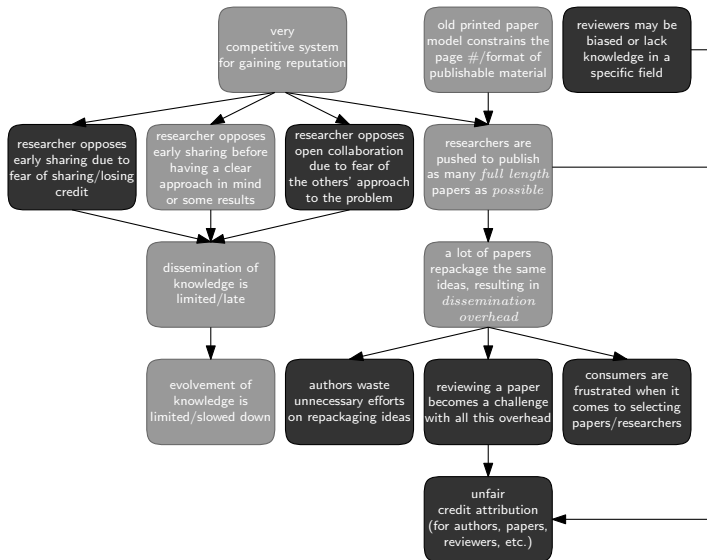 very
competitive system
for gaining reputation
old printed paper
model constrains the
page #/format of
publishable material
reviewers may be
biased or lack
knowledge in a
specific field
researcher opposes
early sharing due to
fear of sharing/losing
credit
researcher opposes
early sharing before
having a clear
approach in mind
or some results
researcher opposes
open collaboration
due to fear of
the others' approach
to the problem
researchers are
pushed to publish
as many full length
papers as possible
dissemination of
knowledge is
limited/late
a lot of papers
repackage the same
ideas, resulting in
dissemination
overhead
evolvement of
knowledge is
limited/slowed down
authors waste
unnecessary efforts
on repackaging ideas
reviewing a paper
becomes a challenge
with all this overhead
consumers are
frustrated when it
comes to selecting
papers/researchers
unfair
credit attribution
(for authors, papers,
reviewers, etc.)